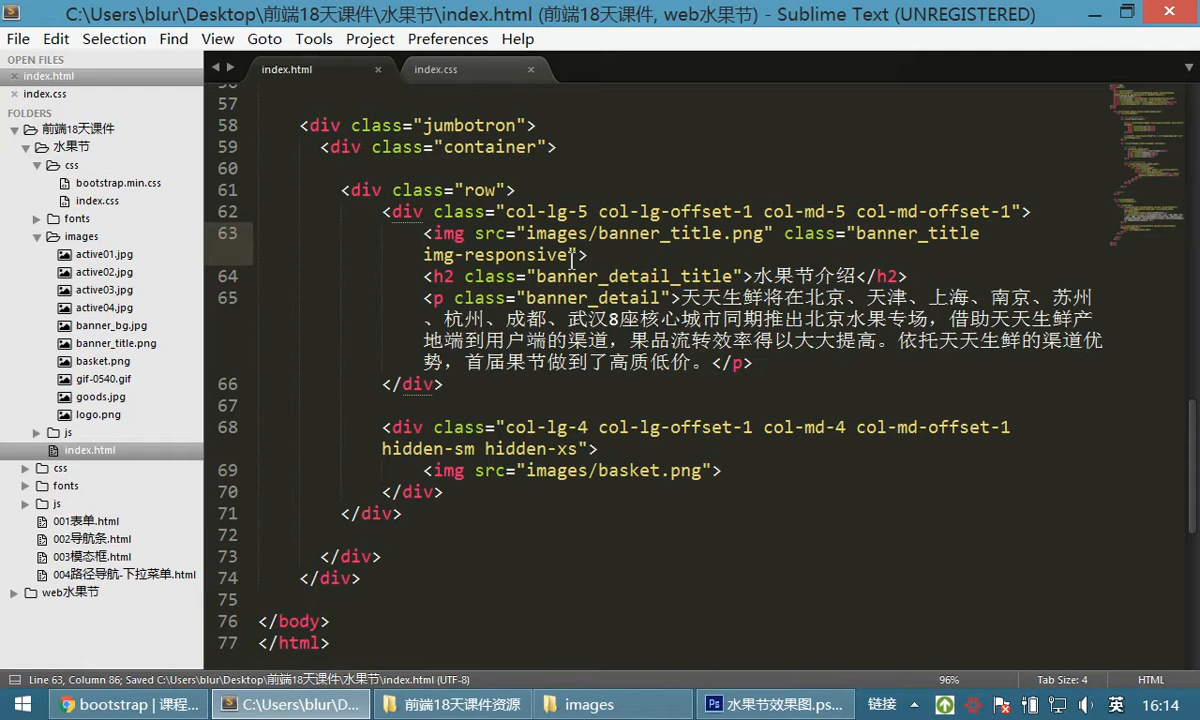 C:\Users\blur\Desktop\前端18天课件\水果节\index.html (前端18天课件, web水果节) - Sublime Text (UNREGISTERED)
File Edit Selection Find View Goto Tools Project Preferences Help
OPEN FILES
index.html
index.css
FOLDERS
前端18天课件
水果节
css
bootstrap.min.css
index.css
fonts
images
active01.jpg
active02.jpg
active03.jpg
active04.jpg
banner_bg.jpg
banner_title.png
basket.png
gif-0540.gif
goods.jpg
logo.png
js
index.html
css
fonts
js
001表单.html
002导航条.html
003模态框.html
004路径导航-下拉菜单.html
web水果节
index.html
index.css
57
58 <div class="jumbotron">
59 <div class="container">
60
61 <div class="row">
62 <div class="col-lg-5 col-lg-offset-1 col-md-5 col-md-offset-1">
63 <img src="images/banner_title.png" class="banner_title
img-responsive">
64 <h2 class="banner_detail_title">水果节介绍</h2>
65 <p class="banner_detail">天天生鲜将在北京、天津、上海、南京、苏州
、杭州、成都、武汉8座核心城市同期推出北京水果专场，借助天天生鲜产
地端到用户端的渠道，果品流转效率得以大大提高。依托天天生鲜的渠道优
势，首届果节做到了高质低价。</p>
66 </div>
67
68 <div class="col-lg-4 col-lg-offset-1 col-md-4 col-md-offset-1
hidden-sm hidden-xs">
69 <img src="images/basket.png">
70 </div>
71 </div>
72
73 </div>
74 </div>
75
76 </body>
77 </html>
Line 63, Column 86; Saved C:\Users\blur\Desktop\前端18天课件\水果节\index.html (UTF-8)
96%
Tab Size: 4
HTML
bootstrap | 课程...
C:\Users\blur\D...
前端18天课件资源
images
水果节效果图.ps...
链接
英
16:14